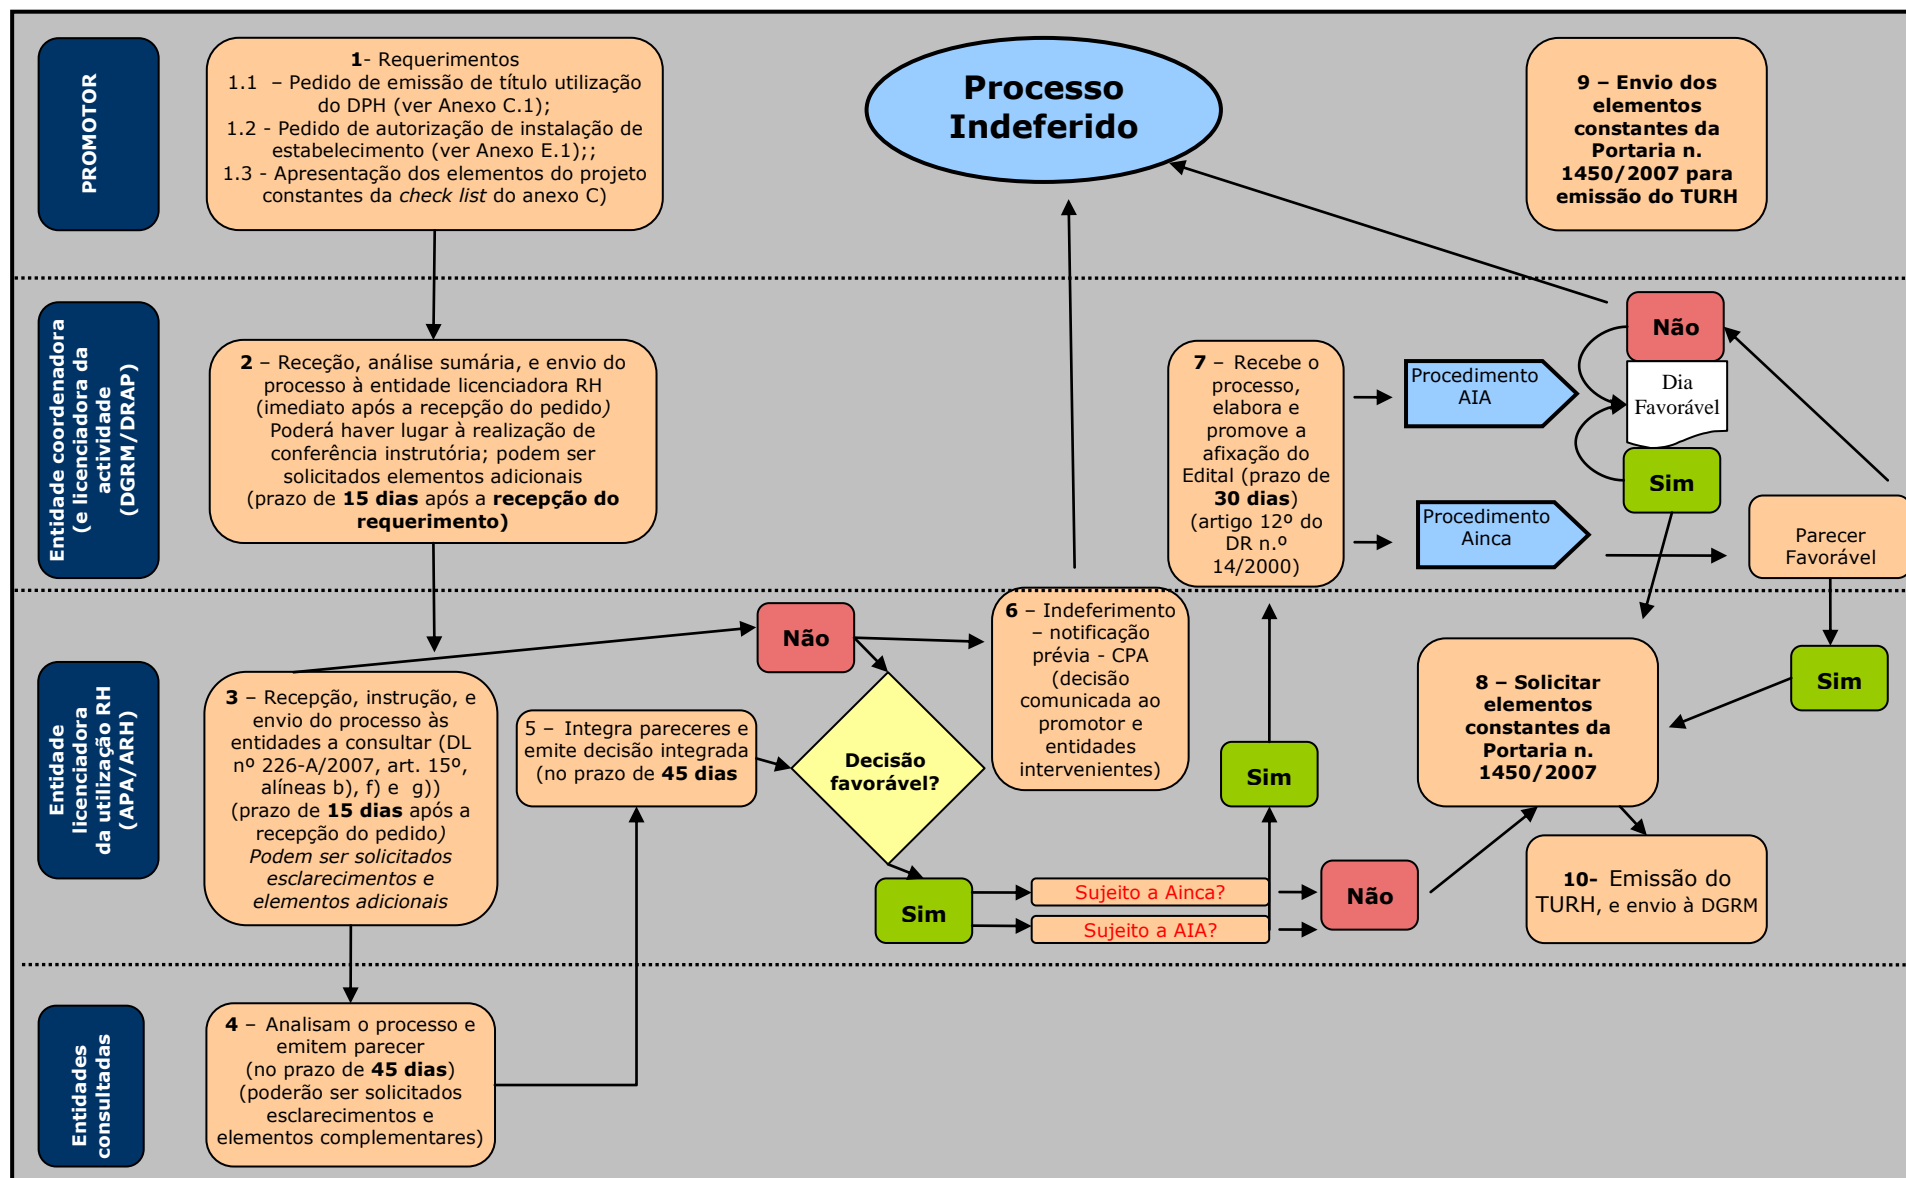 PROMOTOR
1- Requerimentos
1.1 – Pedido de emissão de título utilização
do DPH (ver Anexo C.1);
1.2 - Pedido de autorização de instalação de
estabelecimento (ver Anexo E.1);;
1.3 - Apresentação dos elementos do projeto
constantes da check list do anexo C)
Processo
Indeferido
9 – Envio dos
elementos
constantes da
Portaria n.
1450/2007 para
emissão do TURH
Entidade coordenadora
(e licenciadora da
actividade
(DGRM/DRAP)
2 – Receção, análise sumária, e envio do
processo à entidade licenciadora RH
(imediato após a recepção do pedido)
Poderá haver lugar à realização de
conferência instrutória; podem ser
solicitados elementos adicionais
(prazo de 15 dias após a recepção do
requerimento)
7 – Recebe o
processo,
elabora e
promove a
afixação do
Edital (prazo de
30 dias)
(artigo 12º do
DR n.º
14/2000)
Procedimento
AIA
Procedimento
Ainca
Não
Dia
Favorável
Sim
Parecer
Favorável
Entidade
licenciadora
da utilização RH
(APA/ARH)
3 – Recepção, instrução, e
envio do processo às
entidades a consultar (DL
nº 226-A/2007, art. 15º,
alíneas b), f) e g))
(prazo de 15 dias após a
recepção do pedido)
Podem ser solicitados
esclarecimentos e
elementos adicionais
5 – Integra pareceres e
emite decisão integrada
(no prazo de 45 dias
Não
Decisão
favorável?
Sim
6 – Indeferimento
– notificação
prévia - CPA
(decisão
comunicada ao
promotor e
entidades
intervenientes)
Sujeito a Ainca?
Sujeito a AIA?
Sim
Não
8 – Solicitar
elementos
constantes da
Portaria n.
1450/2007
Sim
10- Emissão do
TURH, e envio à DGRM
Entidades
consultadas
4 – Analisam o processo e
emitem parecer
(no prazo de 45 dias)
(poderão ser solicitados
esclarecimentos e
elementos complementares)